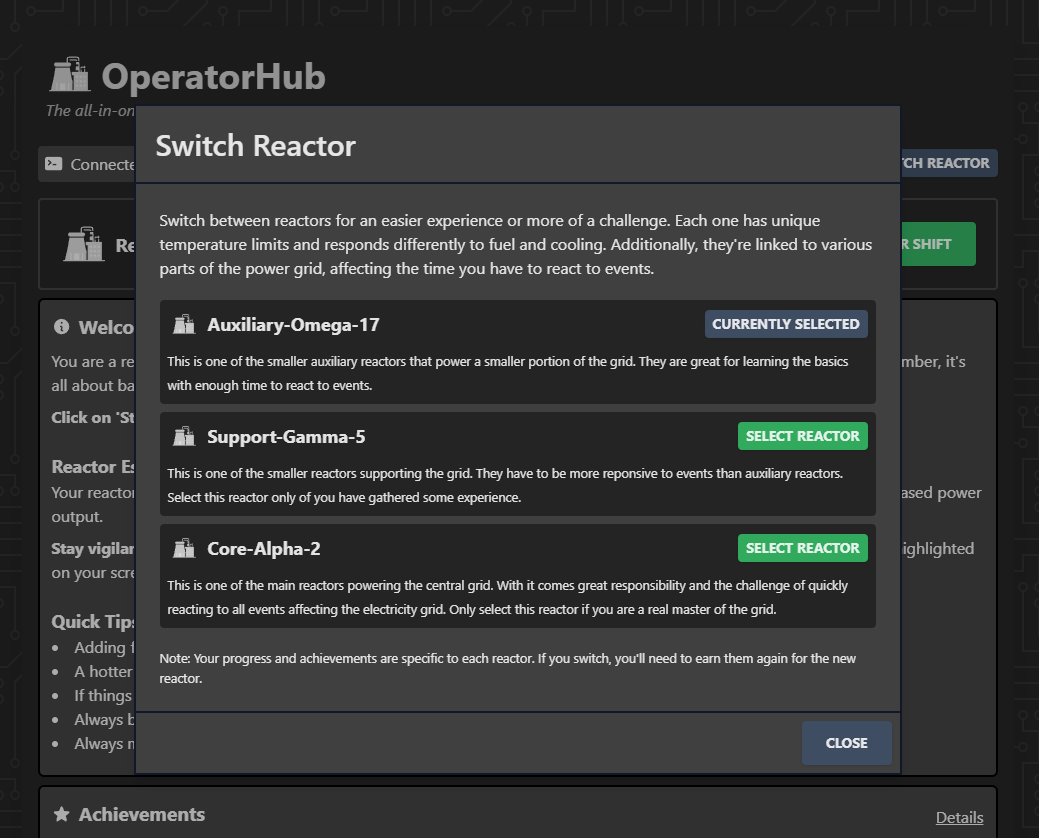 OperatorHub
The all-in-on
Switch Reactor
Connecte
CH REACTOR
Switch between reactors for an easier experience or more of a challenge. Each one has unique
temperature limits and responds differently to fuel and cooling. Additionally, they're linked to various
parts of the power grid, affecting the time you have to react to events.
Re
R SHIFT
Auxiliary-Omega-17
CURRENTLY SELECTED
This is one of the smaller auxiliary reactors that power a smaller portion of the grid. They are great for learning the basics
with enough time to react to events.
Support-Gamma-5
SELECT REACTOR
This is one of the smaller reactors supporting the grid. They have to be more reponsive to events than auxiliary reactors.
Select this reactor only of you have gathered some experience.
Core-Alpha-2
SELECT REACTOR
This is one of the main reactors powering the central grid. With it comes great responsibility and the challenge of quickly
reacting to all events affecting the electricity grid. Only select this reactor if you are a real master of the grid.
Note: Your progress and achievements are specific to each reactor. If you switch, you'll need to earn them again for the new
reactor.
CLOSE
Welco
You are a re
mber, it's
all about ba
Click on 'St
Reactor Es
Your reactor
ased power
output.
Stay vigilan
ighlighted
on your scre
Quick Tips
Adding f
A hotter
If things
Always b
Always m
Achievements
Details